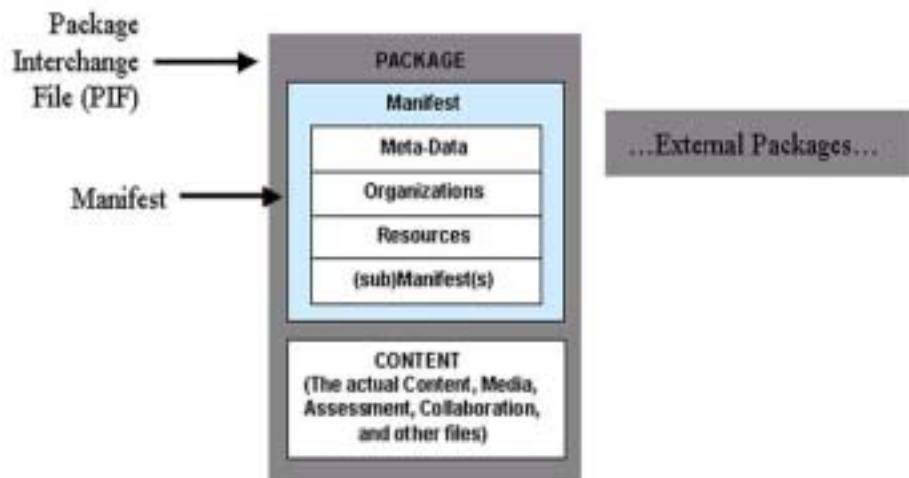 Package
Interchange
File (PIF)
PACKAGE
Manifest
Meta-Data
Organizations
Resources
(sub)Manifest(s)
Manifest
...External Packages...
CONTENT
(The actual Content, Media,
Assessment, Collaboration,
and other files)